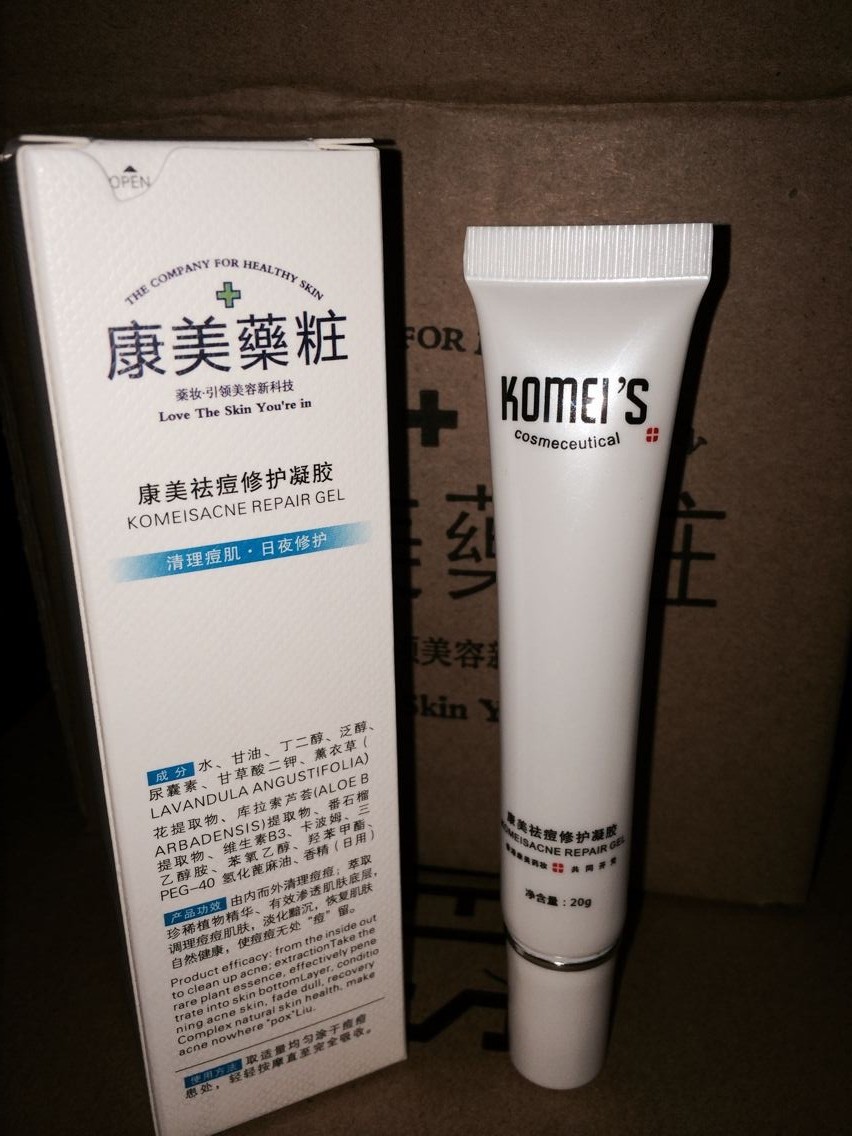 OPEN
THE COMPANY FOR HEALTHY SKIN
康美藥粧
藥妆·引领美容新科技
Love The Skin You're in
康美祛痘修护凝胶
KOMEISACNE REPAIR GEL
清理痘肌·日夜修护
成分 水、甘油、丁二醇、泛醇、
尿囊素、甘草酸二钾、薰衣草(
LAVANDULA ANGUSTIFOLIA)
花提取物、库拉索芦荟(ALOE B
ARBADENSIS)提取物、番石榴
提取物、维生素B3、卡波姆、三
乙醇胺、苯氧乙醇、羟苯甲酯、
PEG-40 氢化蓖麻油、香精(日用)
产品功效 由内而外清理痘痘；萃取
珍稀植物精华、有效渗透肌肤底层，
调理痘痘肌肤，淡化黯沉，恢复肌肤
自然健康，使痘痘无处“痘”留。
Product efficacy: from the inside out
to clean up acne; extractionTake the
rare plant essence, effectively pene
trate into skin bottomLayer, conditio
ning acne skin, fade dull, recovery
Complex natural skin health, make
acne nowhere "pox"Liu.
使用方法 取适量均匀涂于痘痘
患处，轻轻按摩直至完全吸收。
KOMEI'S
cosmeceutical
康美祛痘修护凝胶
KOMEISACNE REPAIR GEL
共同开发
净含量：20g
FOR
藥 粧
领美容新
Skin Y